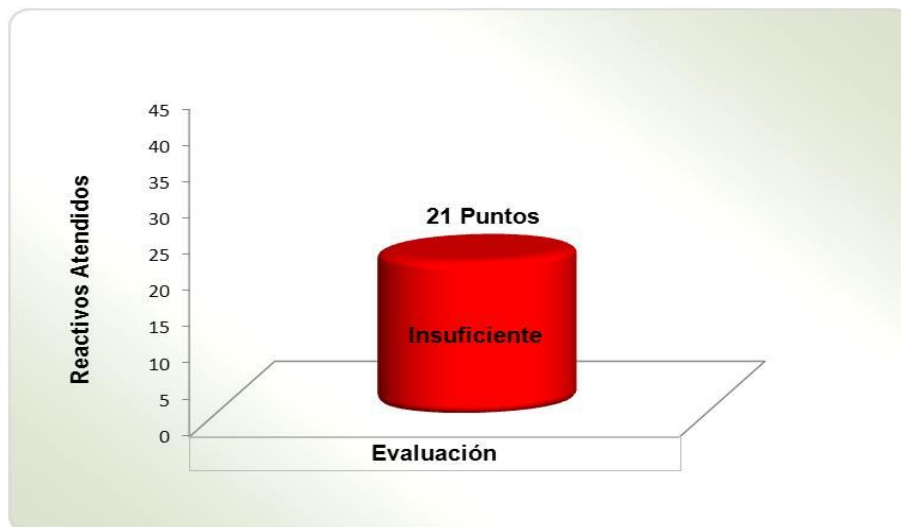 45
40
35
30
25
20
15
10
5
0
Reactivos Atendidos
21 Puntos
Insuficiente
Evaluación